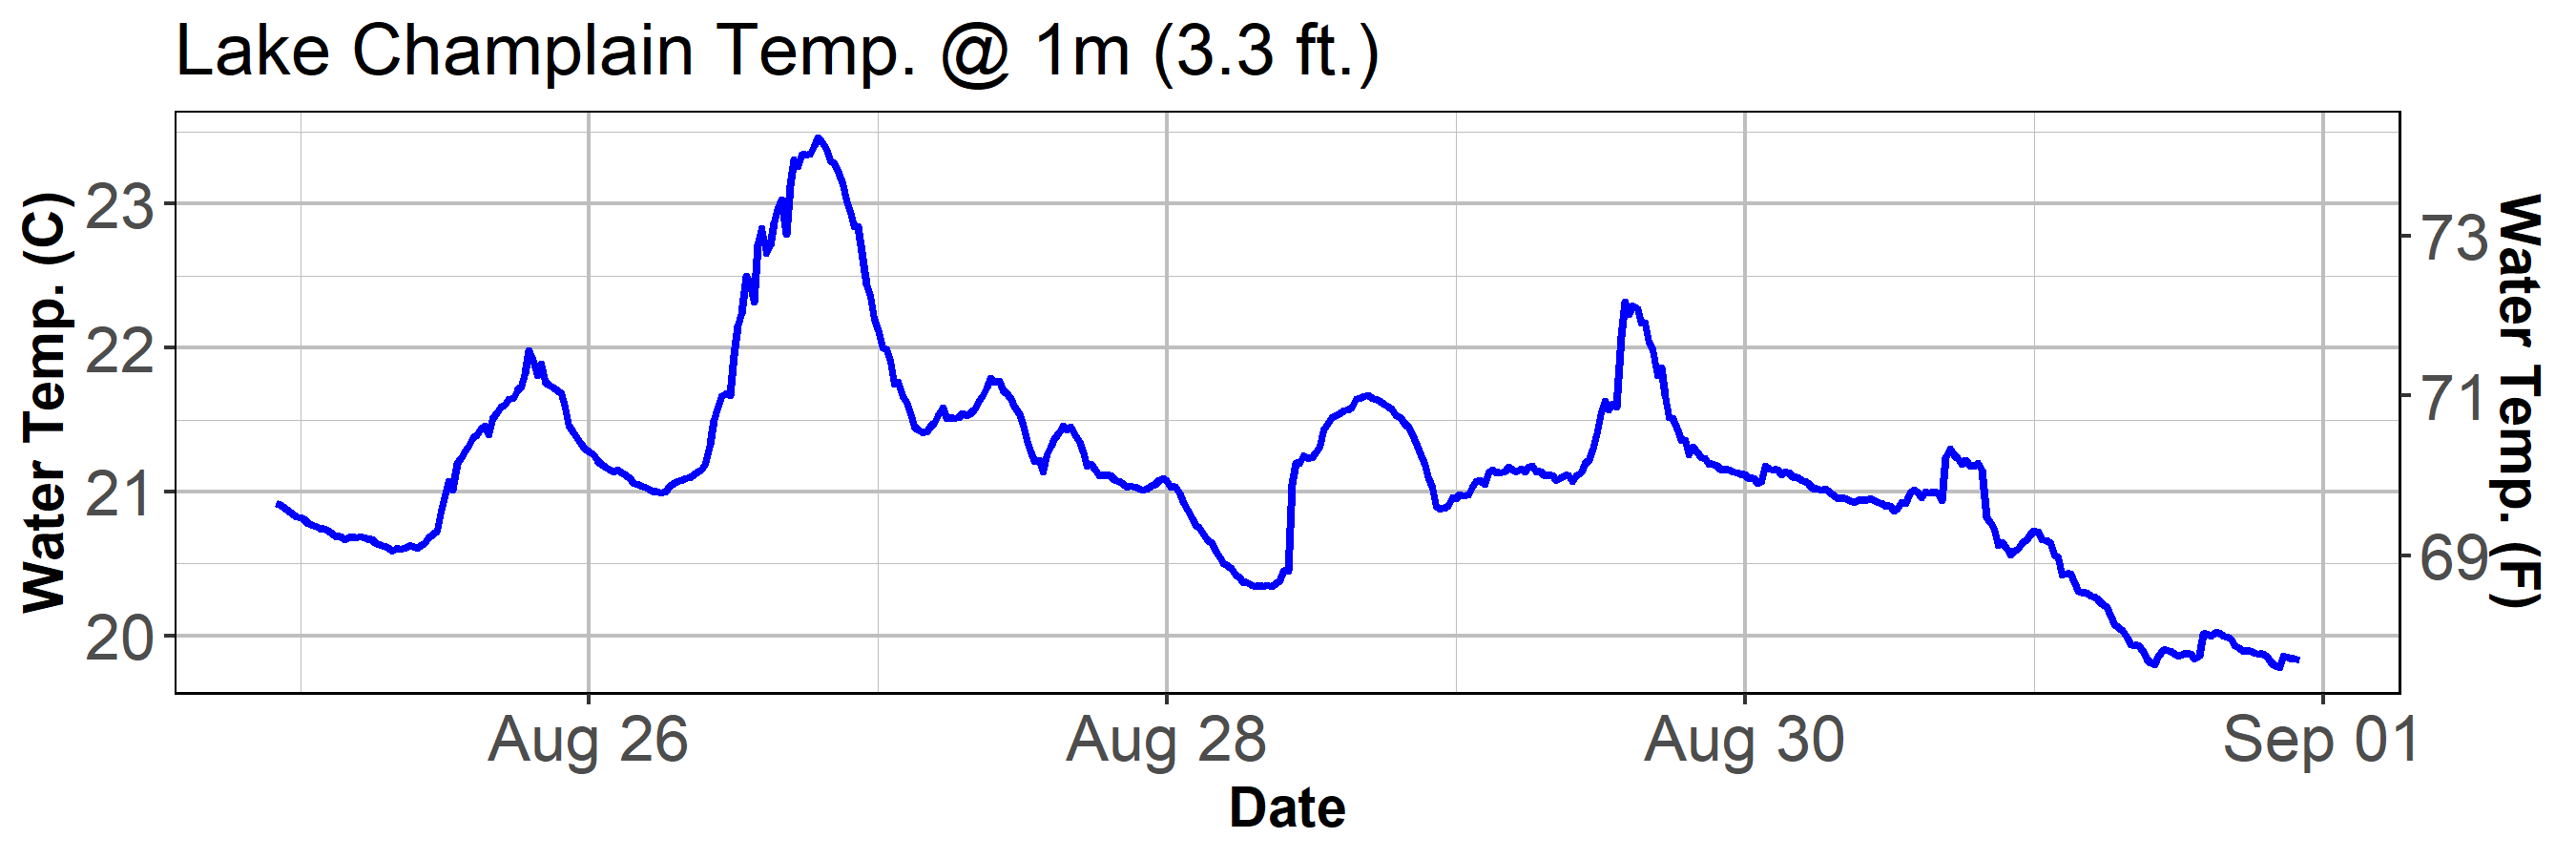 Lake Champlain Temp. @ 1m (3.3 ft.)
Water Temp. (C)
23
22
21
20
73
71
69
Water Temp. (F)
Aug 26
Aug 28
Aug 30
Sep 01
Date